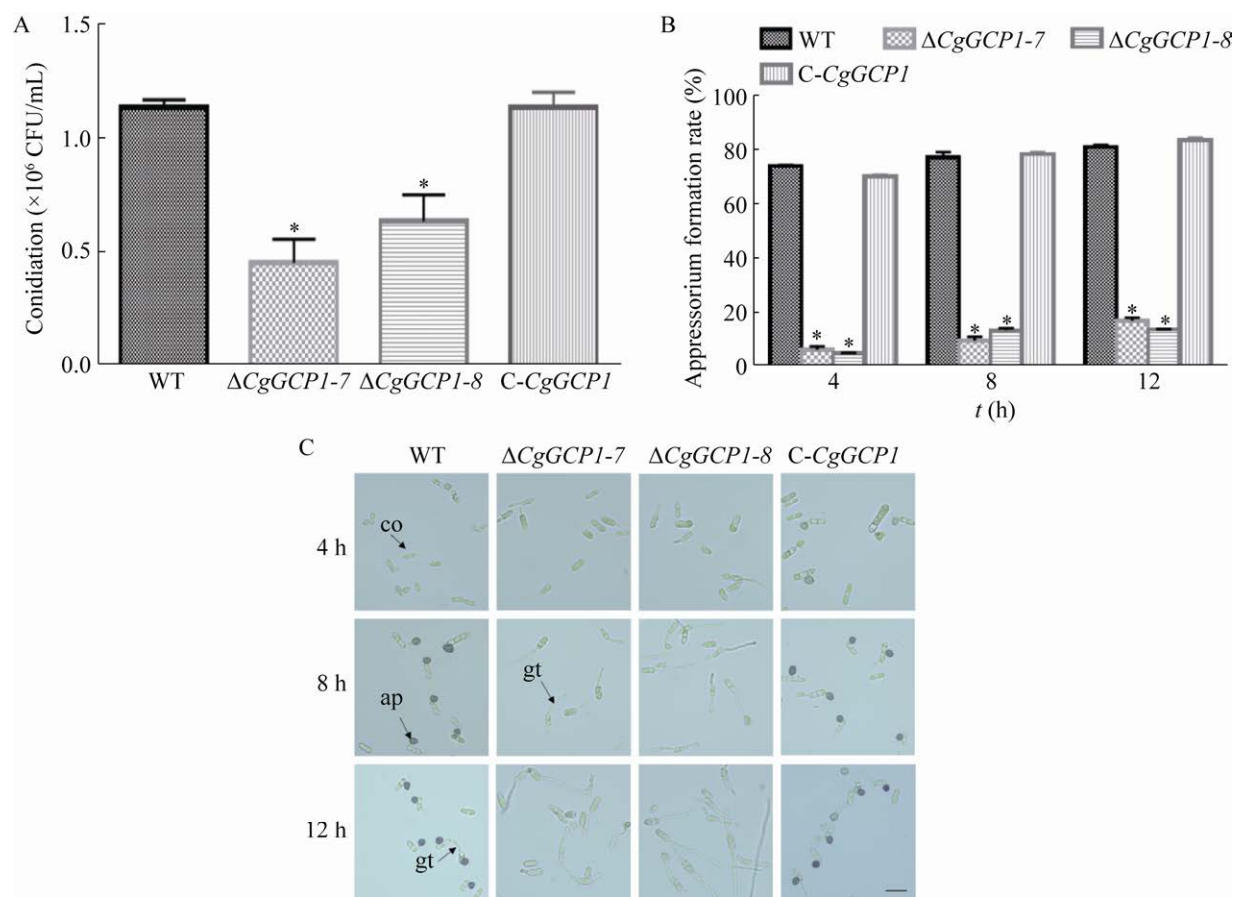 A
1.5
1.0
0.5
0.0
Conidiation (×10⁶ CFU/mL)
WT ΔCgGCP1-7 ΔCgGCP1-8 C-CgGCP1
* *
B
WT ΔCgGCP1-7 ΔCgGCP1-8
C-CgGCP1
100
80
60
40
20
0
Appressorium formation rate (%)
* * * * * *
4 8 12
t (h)
C
WT ΔCgGCP1-7 ΔCgGCP1-8 C-CgGCP1
4 h
co
8 h
ap
gt
12 h
gt